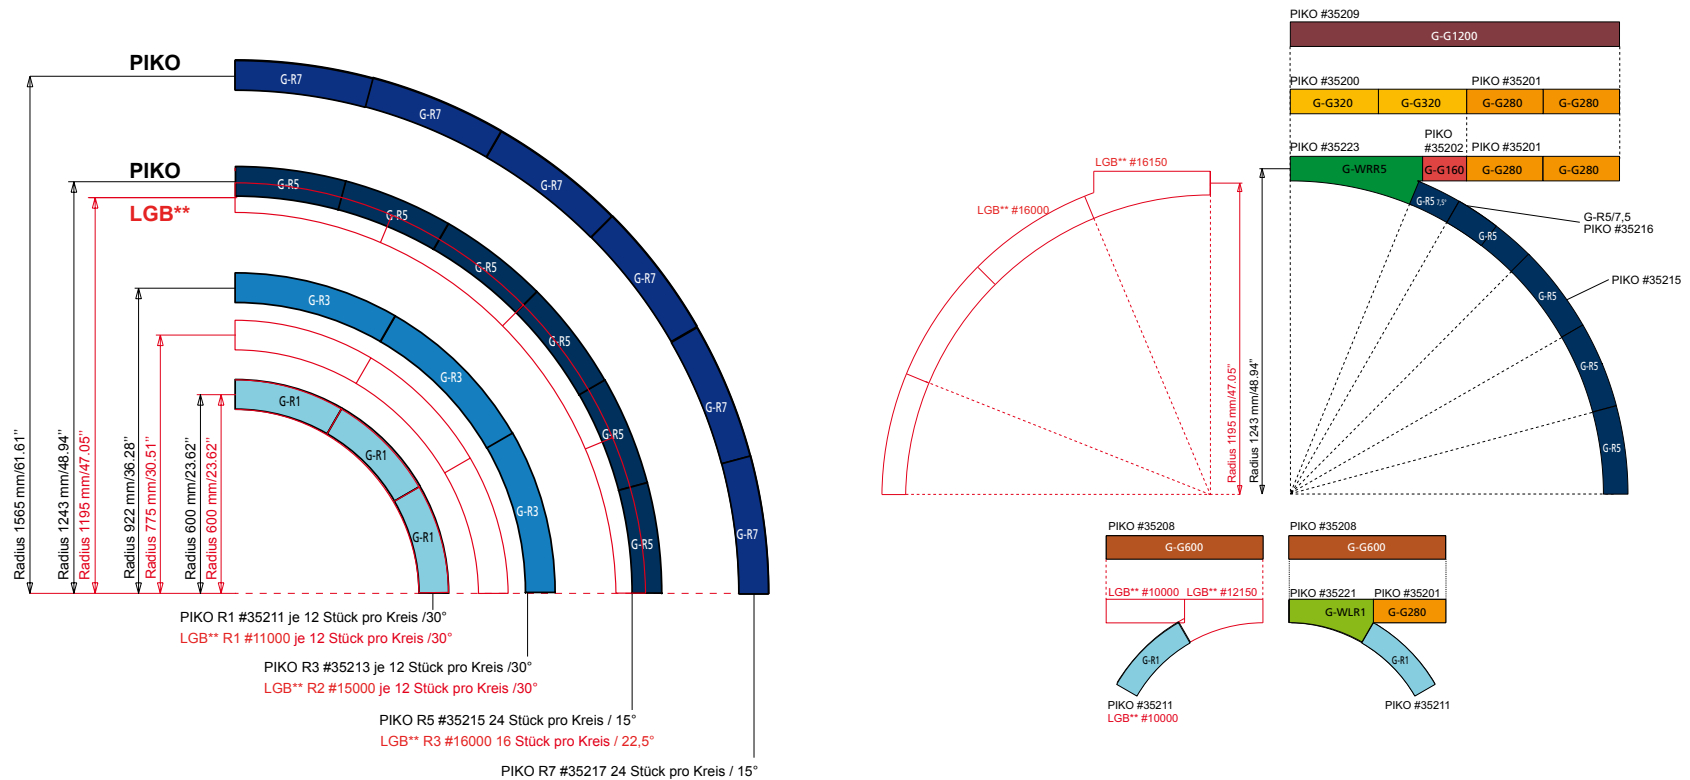 PIKO
G-R7
G-R7
G-R7
G-R7
G-R7
G-R7
PIKO
LGB**
G-R5
G-R5
G-R5
G-R5
G-R5
G-R5
G-R3
G-R3
G-R3
G-R1
G-R1
G-R1
Radius 1565 mm/61.61"
Radius 1243 mm/48.94"
Radius 1195 mm/47.05"
Radius 922 mm/36.28"
Radius 775 mm/30.51"
Radius 600 mm/23.62"
Radius 600 mm/23.62"
PIKO R1 #35211 je 12 Stück pro Kreis /30°
LGB** R1 #11000 je 12 Stück pro Kreis /30°
PIKO R3 #35213 je 12 Stück pro Kreis /30°
LGB** R2 #15000 je 12 Stück pro Kreis /30°
PIKO R5 #35215 24 Stück pro Kreis / 15°
LGB** R3 #16000 16 Stück pro Kreis / 22,5°
PIKO R7 #35217 24 Stück pro Kreis / 15°
PIKO #35209
G-G1200
PIKO #35200
PIKO #35201
G-G320
G-G320
G-G280
G-G280
PIKO #35223
PIKO
#35202
PIKO #35201
G-WRR5
G-G160
G-G280
G-G280
LGB** #16150
LGB** #16000
G-R5 7,5°
G-R5/7,5
PIKO #35216
G-R5
PIKO #35215
G-R5
G-R5
G-R5
Radius 1195 mm/47.05"
Radius 1243 mm/48.94"
PIKO #35208
G-G600
LGB** #10000
LGB** #12150
G-R1
PIKO #35211
LGB** #10000
PIKO #35208
G-G600
PIKO #35221
PIKO #35201
G-WLR1
G-G280
G-R1
PIKO #35211